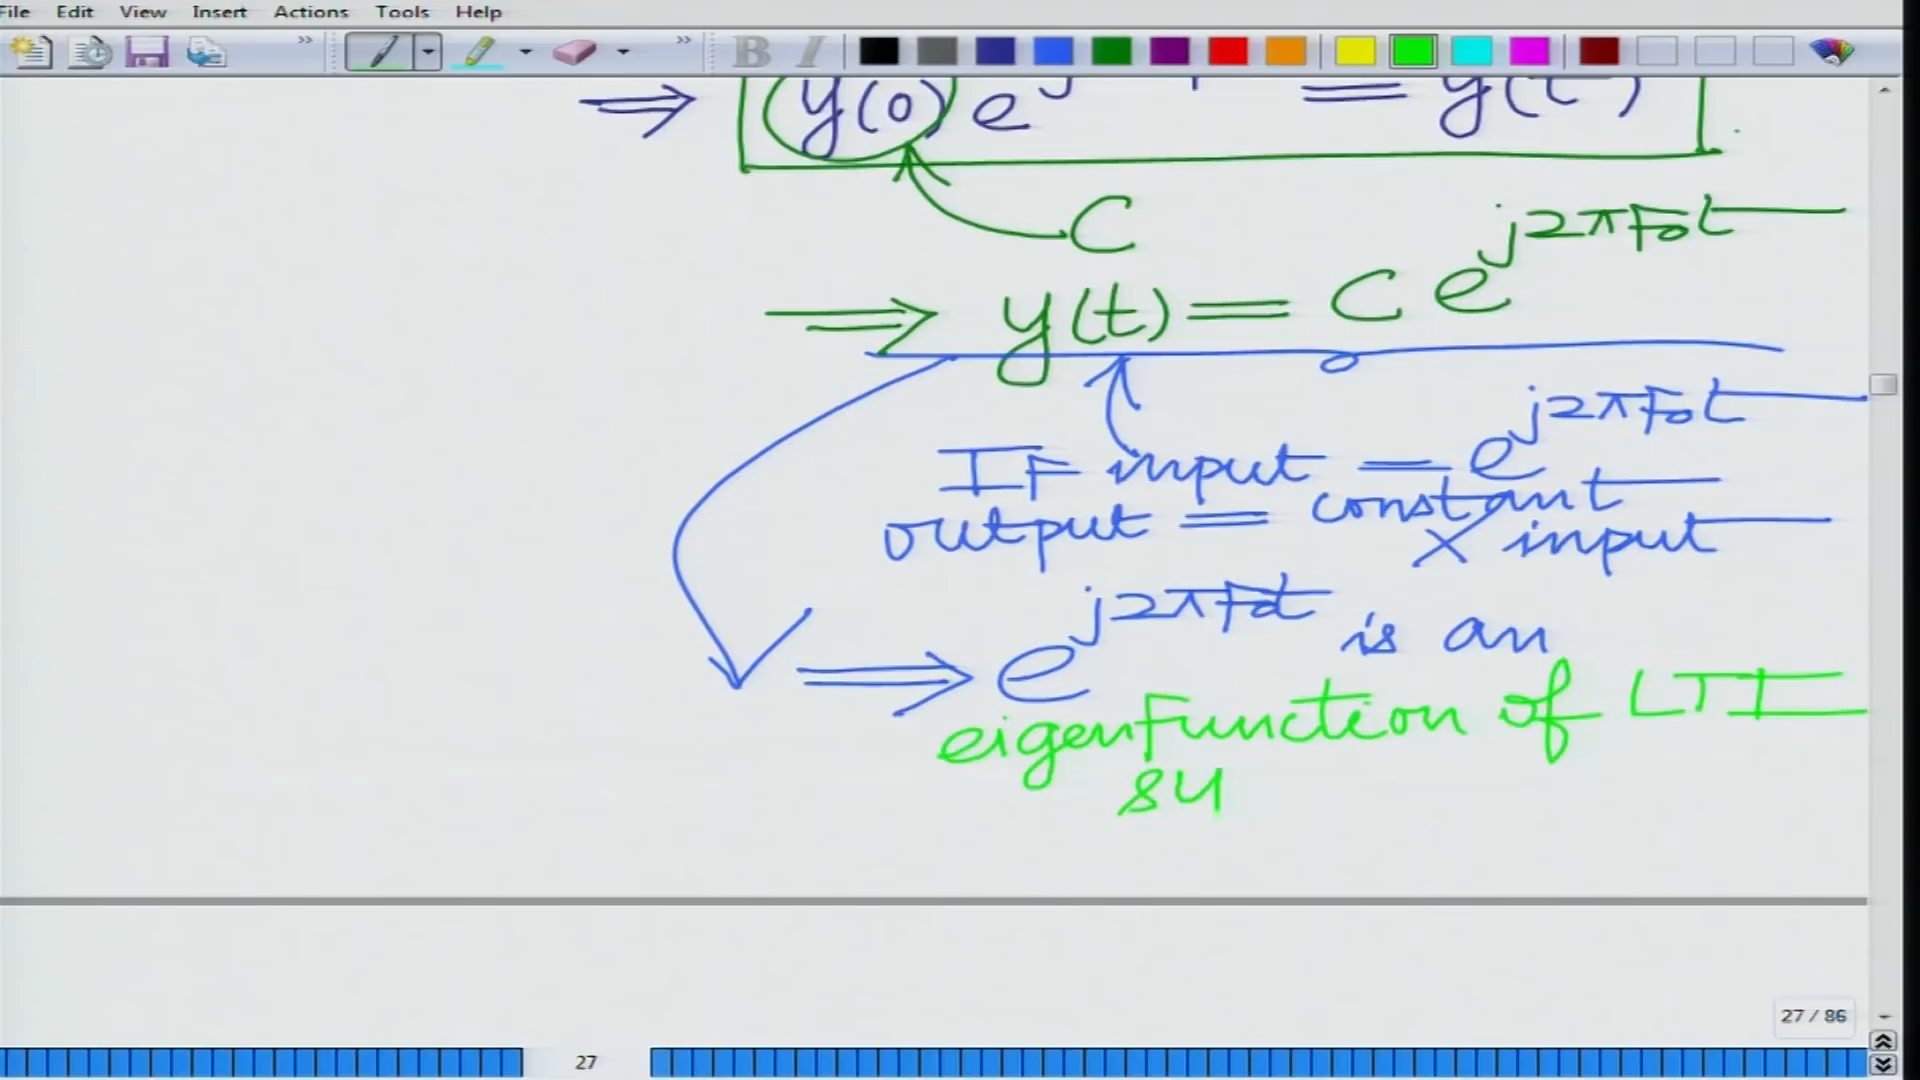 File Edit View Insert Actions Tools Help
B I
⇒ y(0) e^j = y(t)
C
⇒ y(t) = C e^{j2πF₀t}
IF input = e^{j2πF₀t}
output = constant
× input
⇒ e^{j2πF₀t} is an
eigenfunction of LTI
sy
27 / 86
27